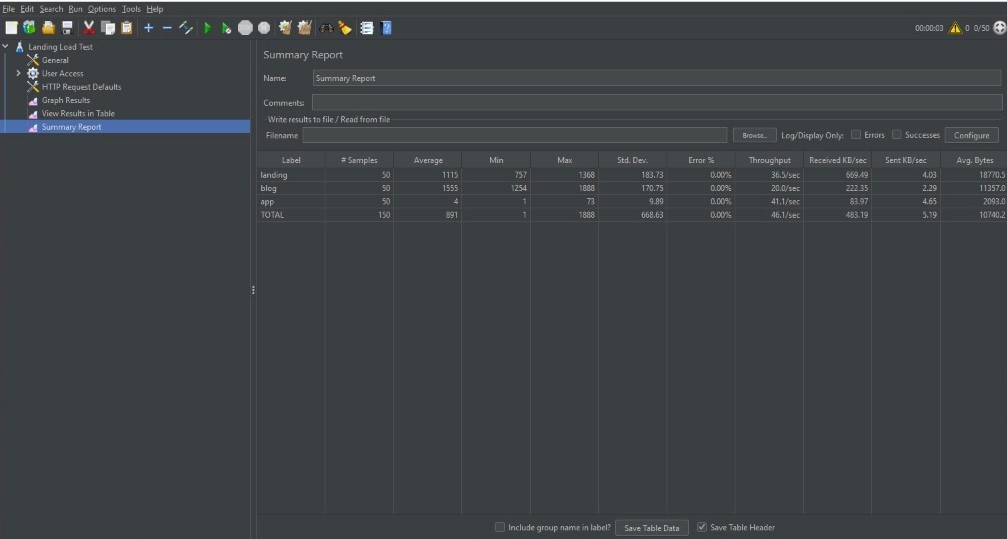 File Edit Search Run Options Tools Help
00:00:03 0 0/50
Landing Load Test
General
User Access
HTTP Request Defaults
Graph Results
View Results in Table
Summary Report
Summary Report
Name: Summary Report
Comments:
Write results to file / Read from file
Filename Browse... Log/Display Only: Errors Successes Configure
Label # Samples Average Min Max Std. Dev. Error % Throughput Received KB/sec Sent KB/sec Avg. Bytes
landing 50 1115 757 1368 183.73 0.00% 36.5/sec 669.49 4.03 18770.5
blog 50 1555 1254 1888 170.75 0.00% 20.0/sec 222.35 2.29 11357.0
app 50 4 1 73 9.89 0.00% 41.1/sec 83.97 4.65 2093.0
TOTAL 150 891 1 1888 668.63 0.00% 46.1/sec 483.19 5.19 10740.2
Include group name in label? Save Table Data Save Table Header